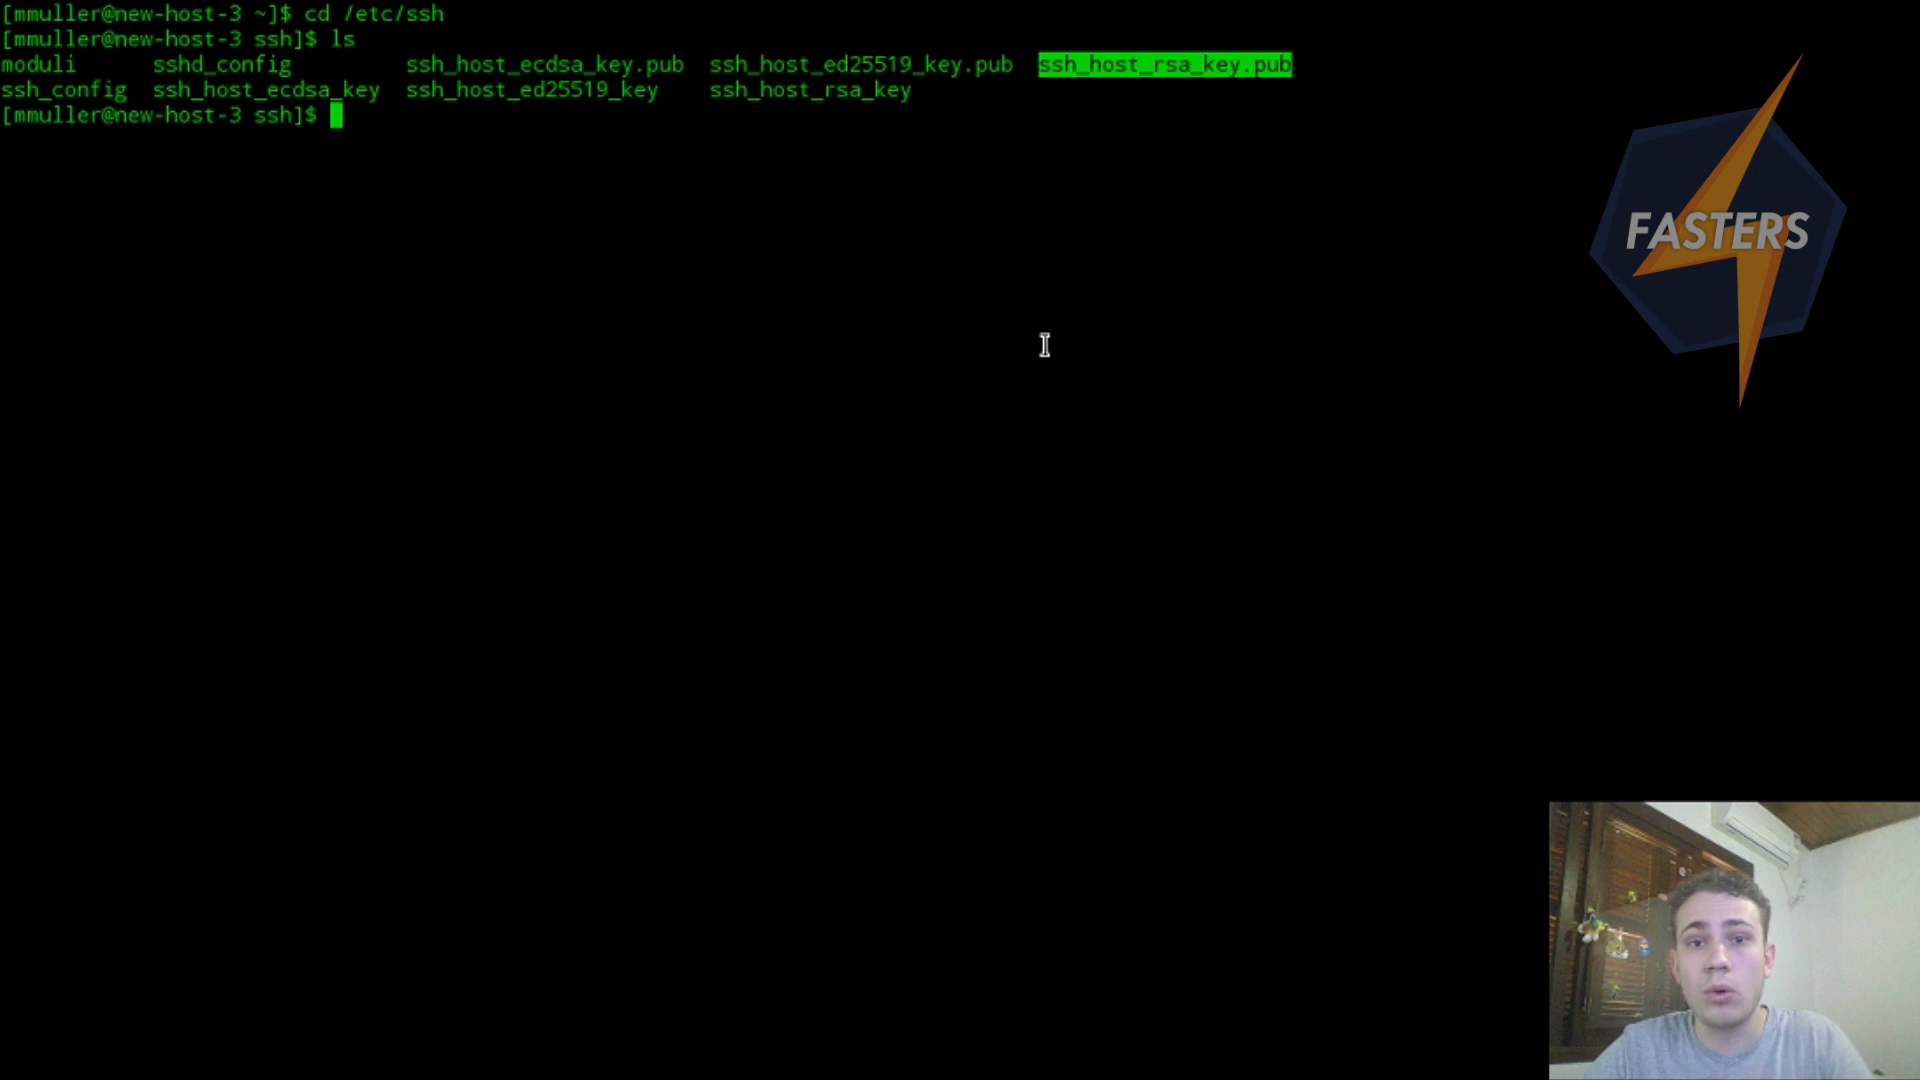 [mmuller@new-host-3 ~]$ cd /etc/ssh
[mmuller@new-host-3 ssh]$ ls
moduli sshd_config ssh_host_ecdsa_key.pub ssh_host_ed25519_key.pub ssh_host_rsa_key.pub
ssh_config ssh_host_ecdsa_key ssh_host_ed25519_key ssh_host_rsa_key
[mmuller@new-host-3 ssh]$
FASTERS